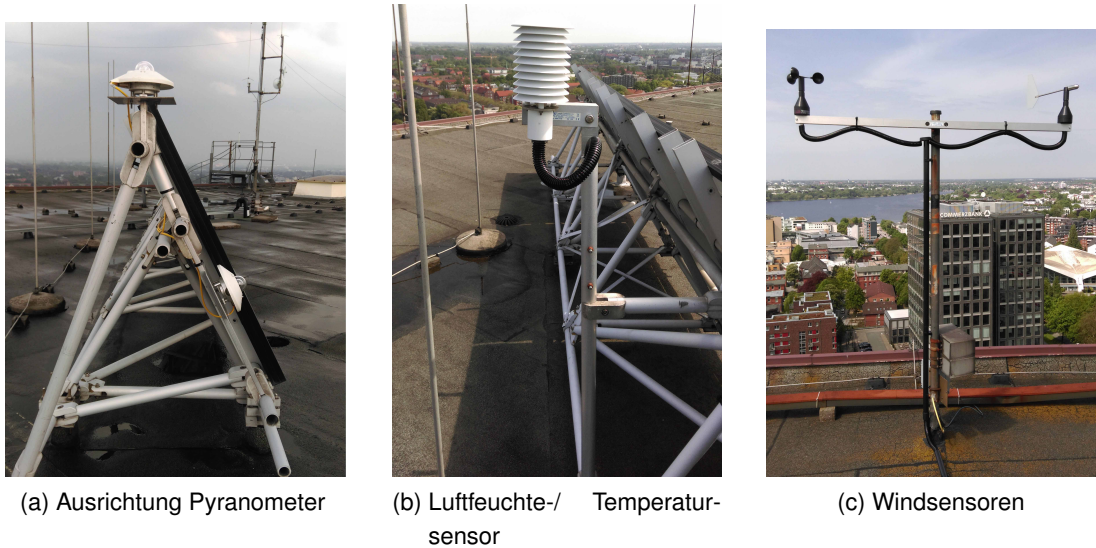 COMMERZBANK
(a) Ausrichtung Pyranometer
(b) Luftfeuchte-/ Temperatur-
sensor
(c) Windsensoren